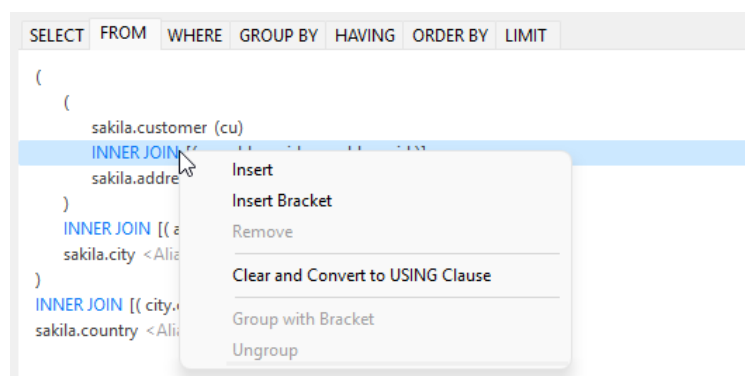 SELECT FROM WHERE GROUP BY HAVING ORDER BY LIMIT
(
(
sakila.customer (cu)
INNER JOIN
sakila.addre
)
INNER JOIN [( a
sakila.city <Alia
)
INNER JOIN [( city.
sakila.country <Alia
Insert
Insert Bracket
Remove
Clear and Convert to USING Clause
Group with Bracket
Ungroup